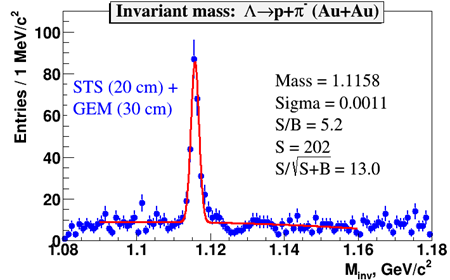 Invariant mass: Λ→p+π⁻ (Au+Au)
Entries / 1 MeV/c²
100
80
60
40
20
0
STS (20 cm) +
GEM (30 cm)
Mass = 1.1158
Sigma = 0.0011
S/B = 5.2
S = 202
S/√S+B = 13.0
1.08 1.1 1.12 1.14 1.16 1.18
M_inv, GeV/c²